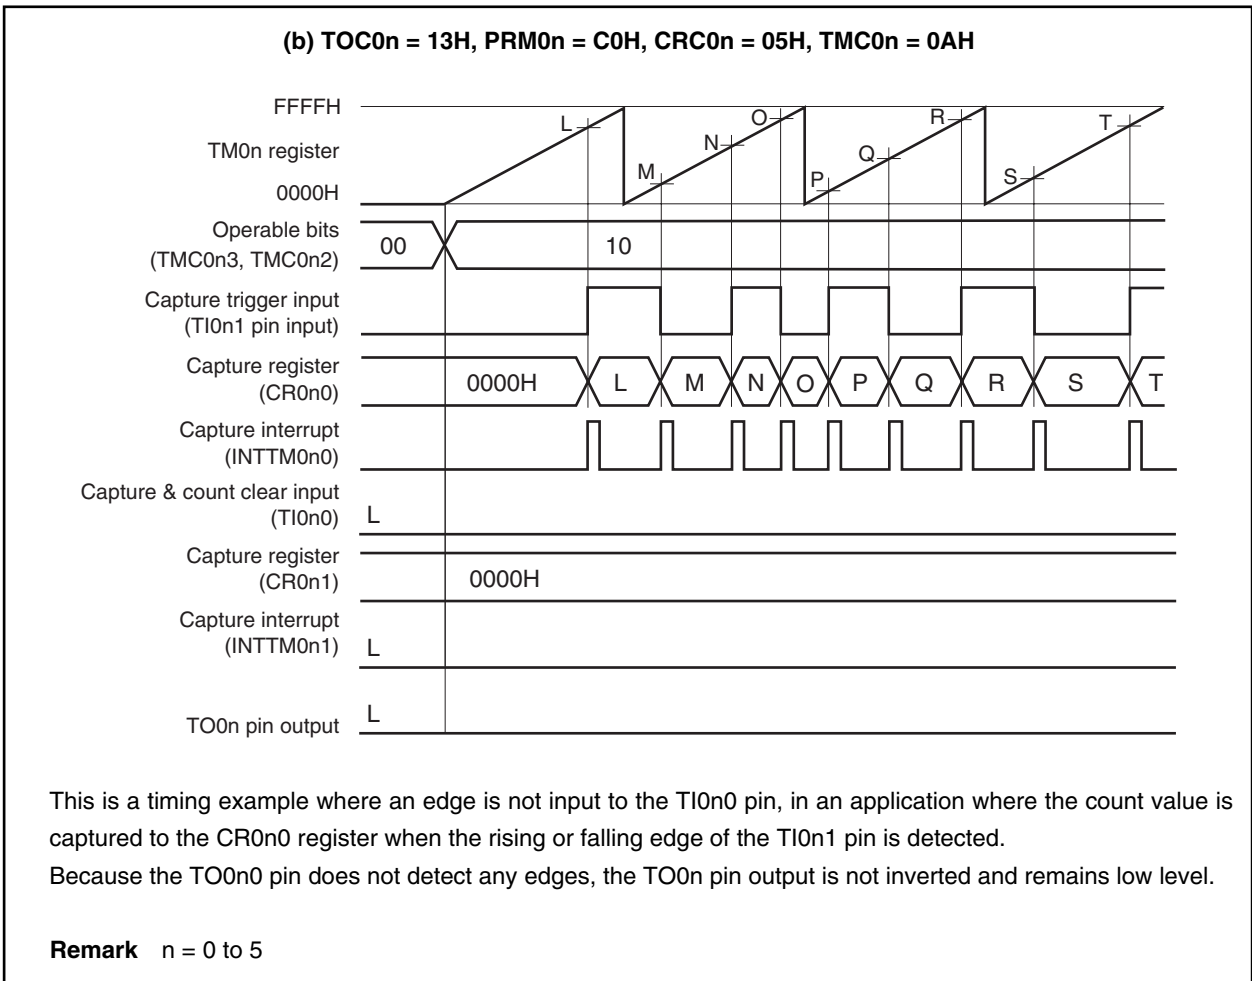 (b) TOC0n = 13H, PRM0n = C0H, CRC0n = 05H, TMC0n = 0AH
FFFFH
TM0n register
0000H
L
M
N
O
P
Q
R
S
T
Operable bits
(TMC0n3, TMC0n2)
00
10
Capture trigger input
(TI0n1 pin input)
Capture register
(CR0n0)
0000H
L
M
N
O
P
Q
R
S
T
Capture interrupt
(INTTM0n0)
Capture & count clear input
(TI0n0)
L
Capture register
(CR0n1)
0000H
Capture interrupt
(INTTM0n1)
L
TO0n pin output
L
This is a timing example where an edge is not input to the TI0n0 pin, in an application where the count value is
captured to the CR0n0 register when the rising or falling edge of the TI0n1 pin is detected.
Because the TO0n0 pin does not detect any edges, the TO0n pin output is not inverted and remains low level.
Remark n = 0 to 5